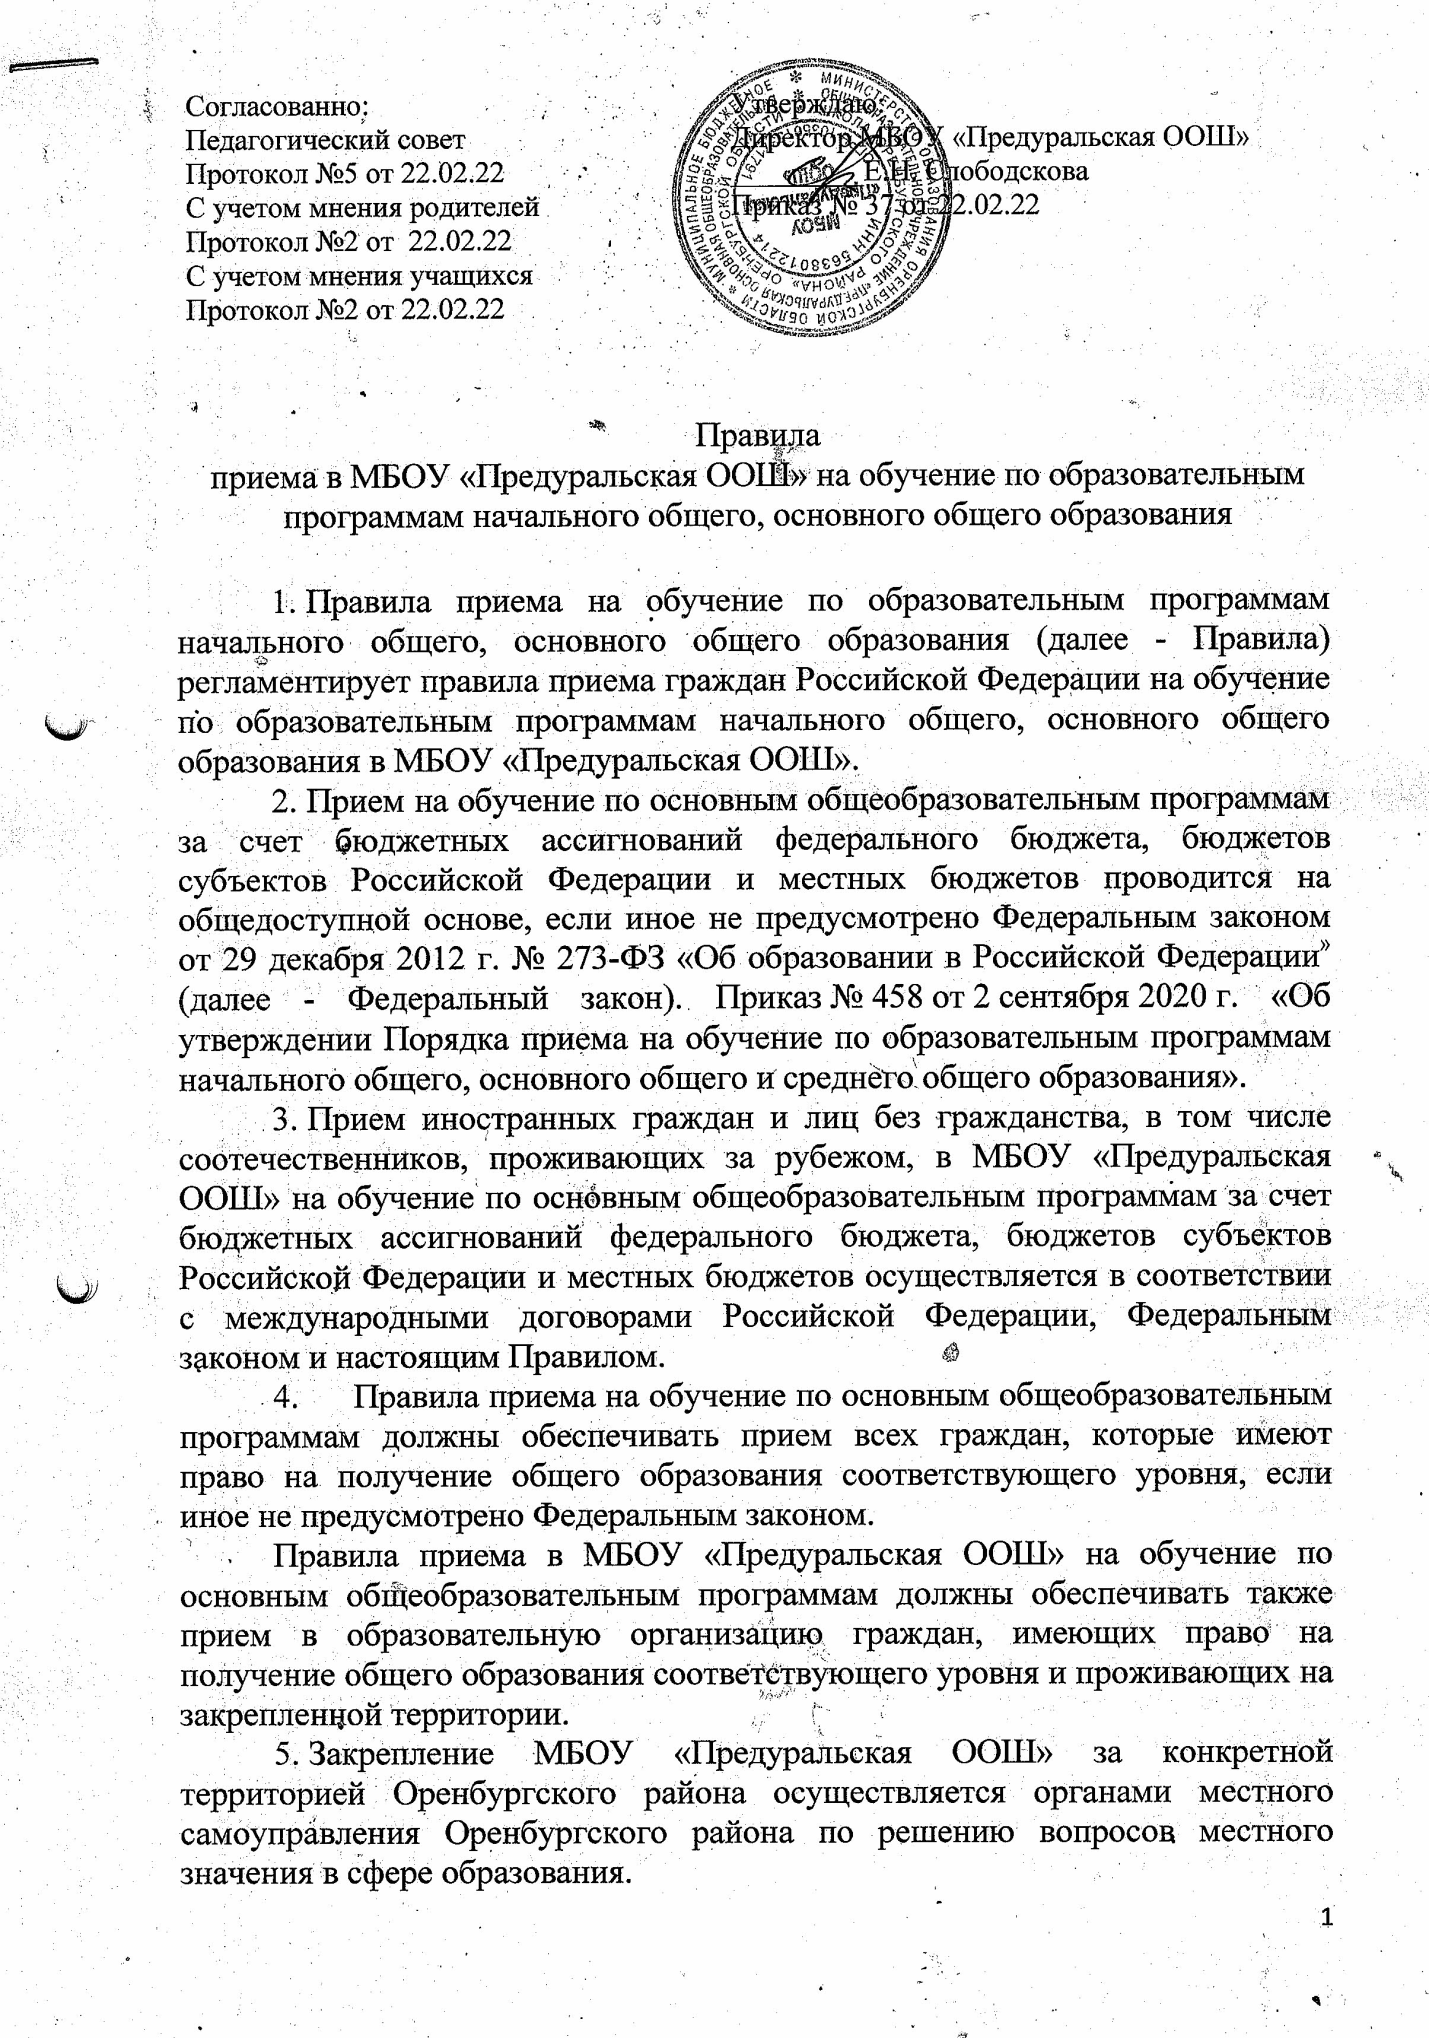 Согласованно:
Педагогический совет
Протокол №5 от 22.02.22
С учетом мнения родителей
Протокол №2 от 22.02.22
С учетом мнения учащихся
Протокол №2 от 22.02.22
Утверждаю:
Директор МБОУ «Предуральская ООШ»
Е.Н. Слободскова
Приказ № 37 от 22.02.22
Правила
приема в МБОУ «Предуральская ООШ» на обучение по образовательным
программам начального общего, основного общего образования
1. Правила приема на обучение по образовательным программам
начального общего, основного общего образования (далее - Правила)
регламентирует правила приема граждан Российской Федерации на обучение
по образовательным программам начального общего, основного общего
образования в МБОУ «Предуральская ООШ».
2. Прием на обучение по основным общеобразовательным программам
за счет бюджетных ассигнований федерального бюджета, бюджетов
субъектов Российской Федерации и местных бюджетов проводится на
общедоступной основе, если иное не предусмотрено Федеральным законом
от 29 декабря 2012 г. № 273-ФЗ «Об образовании в Российской Федерации”
(далее - Федеральный закон). Приказ № 458 от 2 сентября 2020 г. «Об
утверждении Порядка приема на обучение по образовательным программам
начального общего, основного общего и среднего общего образования».
3. Прием иностранных граждан и лиц без гражданства, в том числе
соотечественников, проживающих за рубежом, в МБОУ «Предуральская
ООШ» на обучение по основным общеобразовательным программам за счет
бюджетных ассигнований федерального бюджета, бюджетов субъектов
Российской Федерации и местных бюджетов осуществляется в соответствии
с международными договорами Российской Федерации, Федеральным
законом и настоящим Правилом.
4. Правила приема на обучение по основным общеобразовательным
программам должны обеспечивать прием всех граждан, которые имеют
право на получение общего образования соответствующего уровня, если
иное не предусмотрено Федеральным законом.
Правила приема в МБОУ «Предуральская ООШ» на обучение по
основным общеобразовательным программам должны обеспечивать также
прием в образовательную организацию граждан, имеющих право на
получение общего образования соответствующего уровня и проживающих на
закрепленной территории.
5. Закрепление МБОУ «Предуральская ООШ» за конкретной
территорией Оренбургского района осуществляется органами местного
самоуправления Оренбургского района по решению вопросов местного
значения в сфере образования.
1